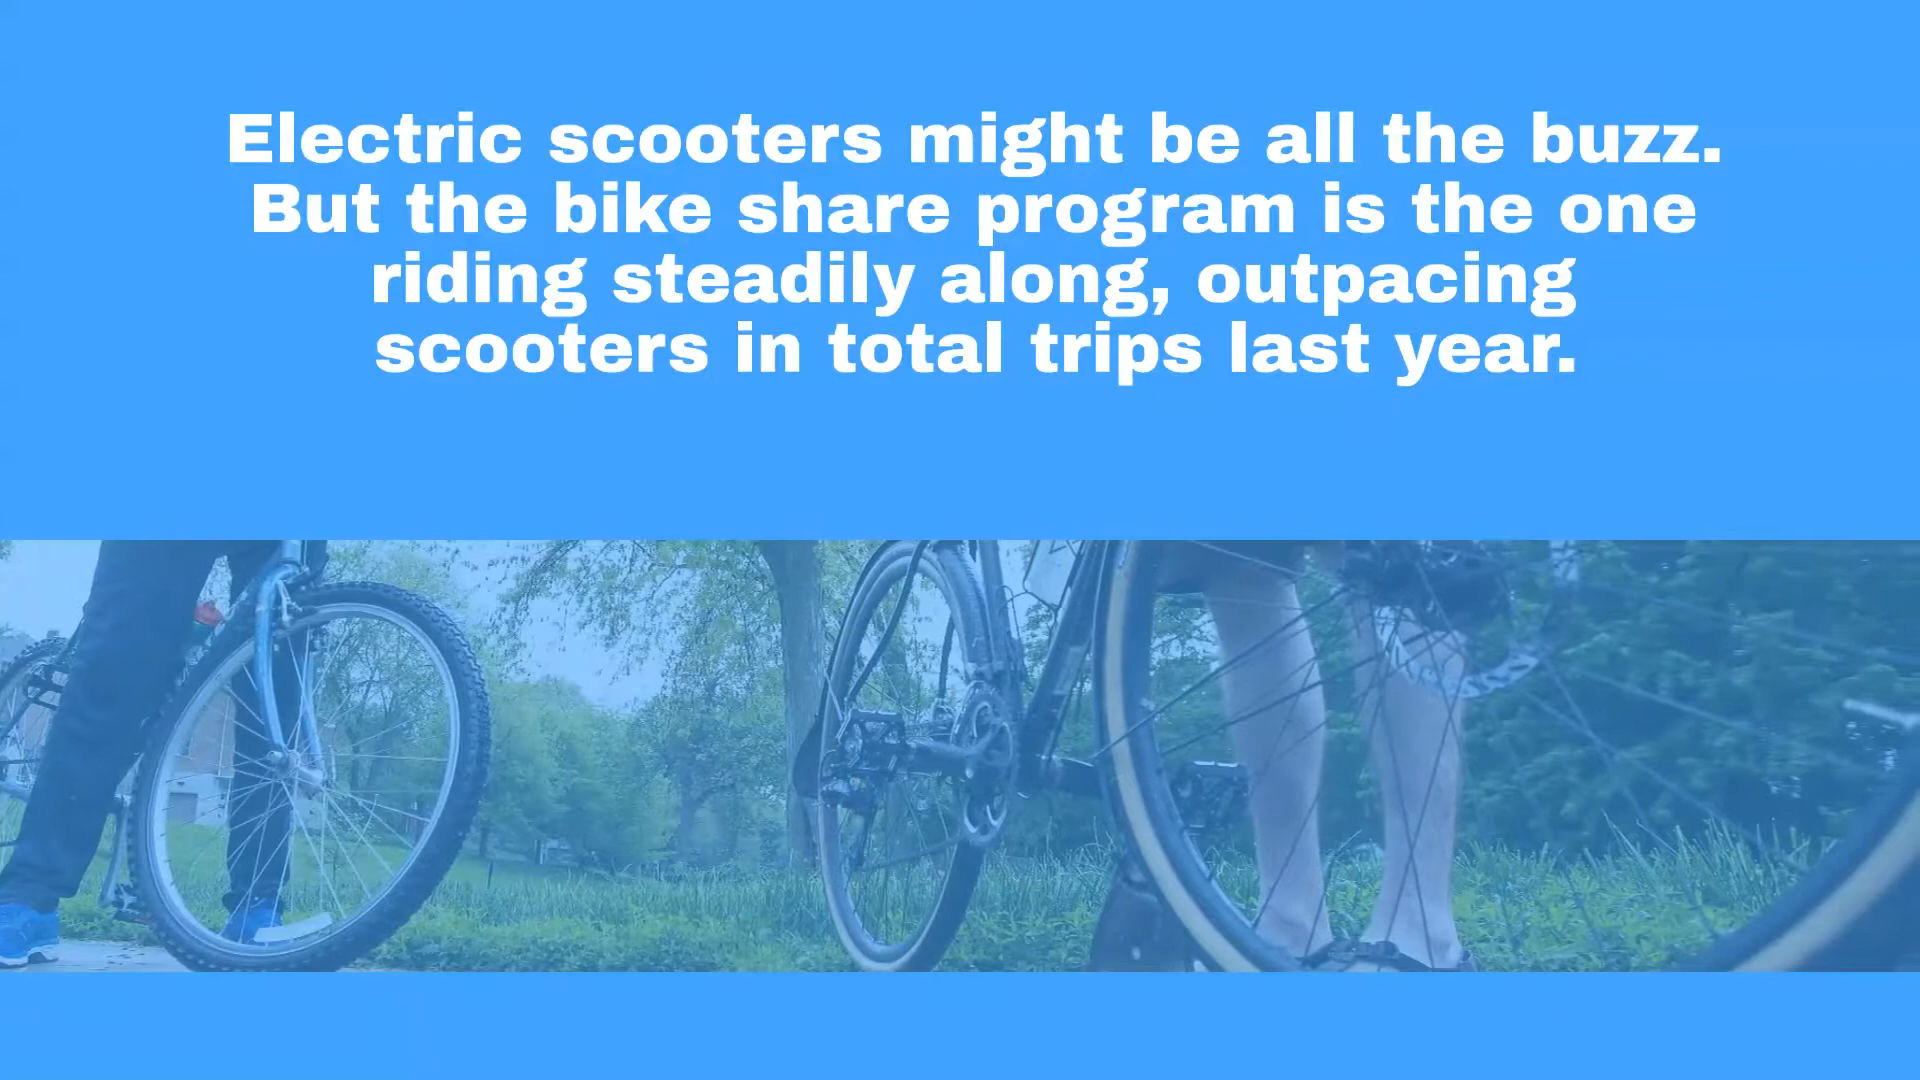 Electric scooters might be all the buzz.
But the bike share program is the one
riding steadily along, outpacing
scooters in total trips last year.